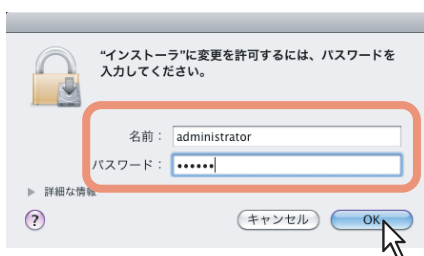 “インストーラ”に変更を許可するには、パスワードを
入力してください。
名前： administrator
パスワード： ••••••
詳細な情報
?
キャンセル OK